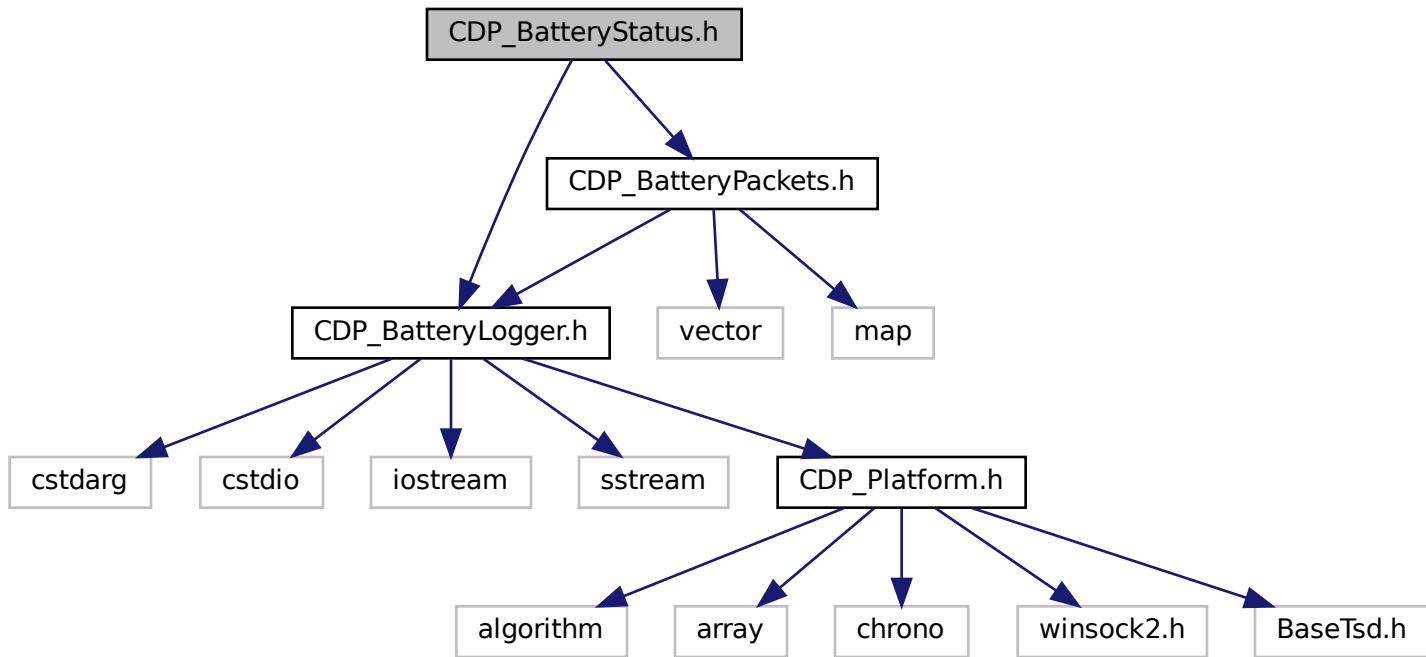 CDP_BatteryStatus.h
CDP_BatteryPackets.h
CDP_BatteryLogger.h
vector
map
cstdarg
cstdio
iostream
sstream
CDP_Platform.h
algorithm
array
chrono
winsock2.h
BaseTsd.h